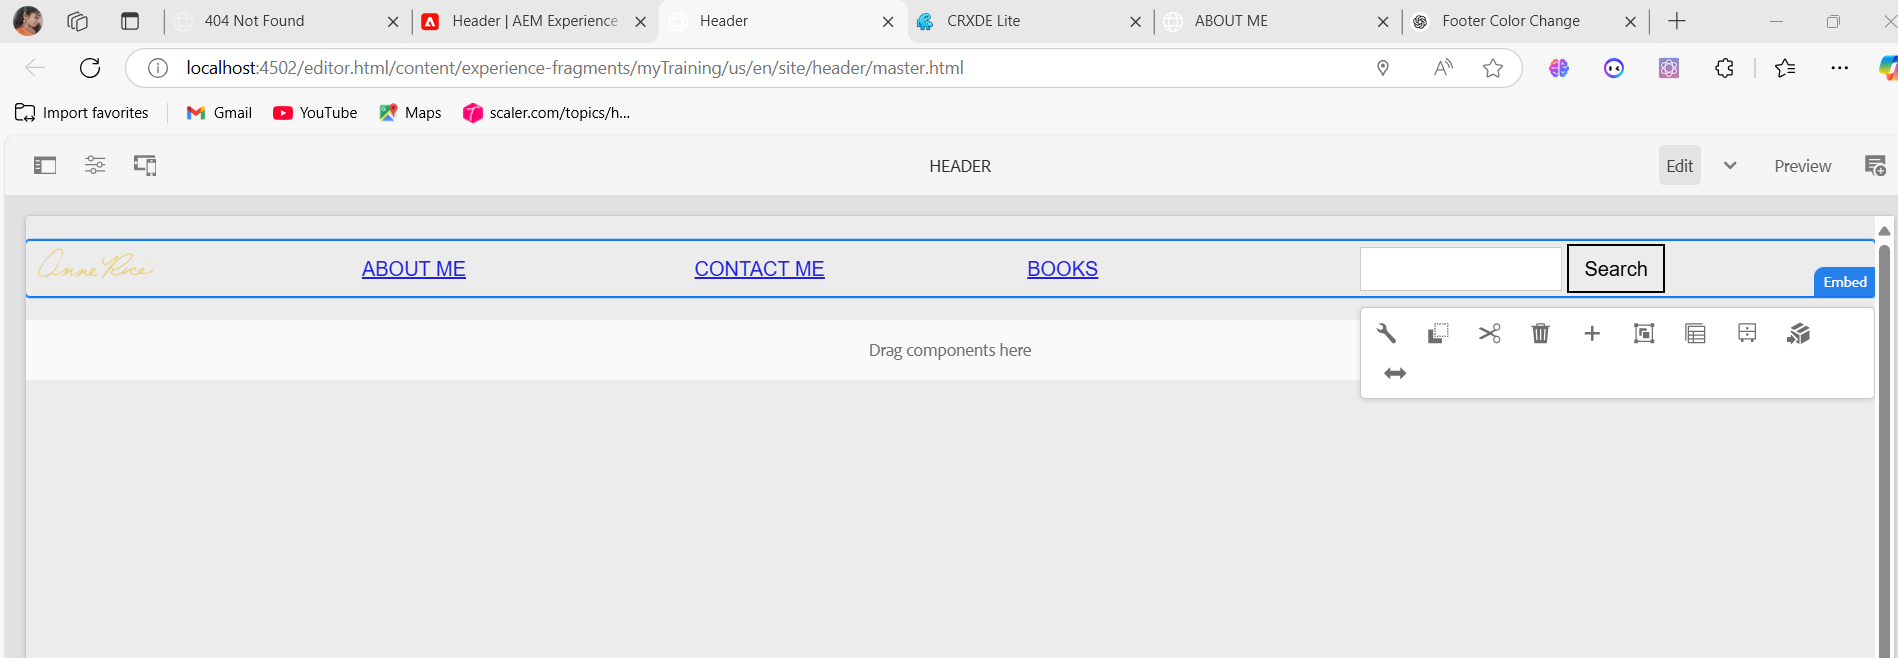 404 Not Found
Header | AEM Experience
Header
CRXDE Lite
ABOUT ME
Footer Color Change
localhost:4502/editor.html/content/experience-fragments/myTraining/us/en/site/header/master.html
Import favorites
Gmail
YouTube
Maps
scaler.com/topics/h...
HEADER
Edit
Preview
Anne Rice
ABOUT ME
CONTACT ME
BOOKS
Search
Embed
Drag components here